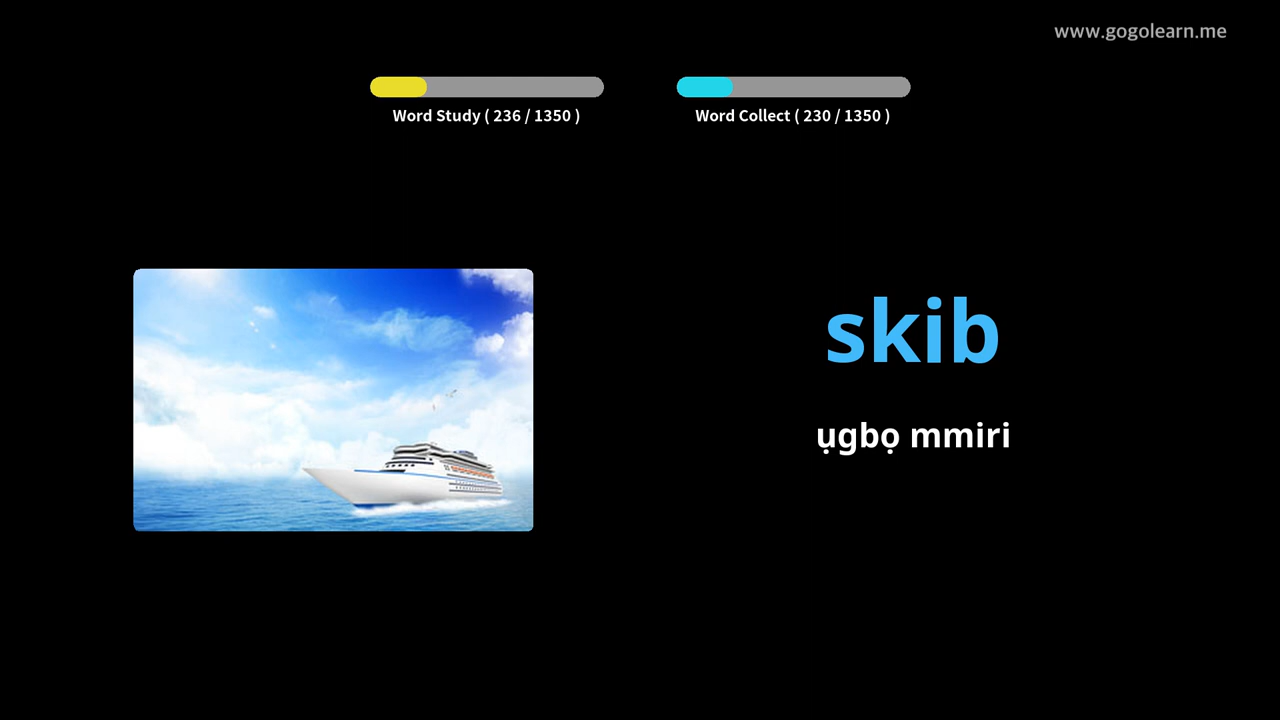 www.gogolearn.me
Word Study ( 236 / 1350 )
Word Collect ( 230 / 1350 )
skib
ụgbọ mmiri